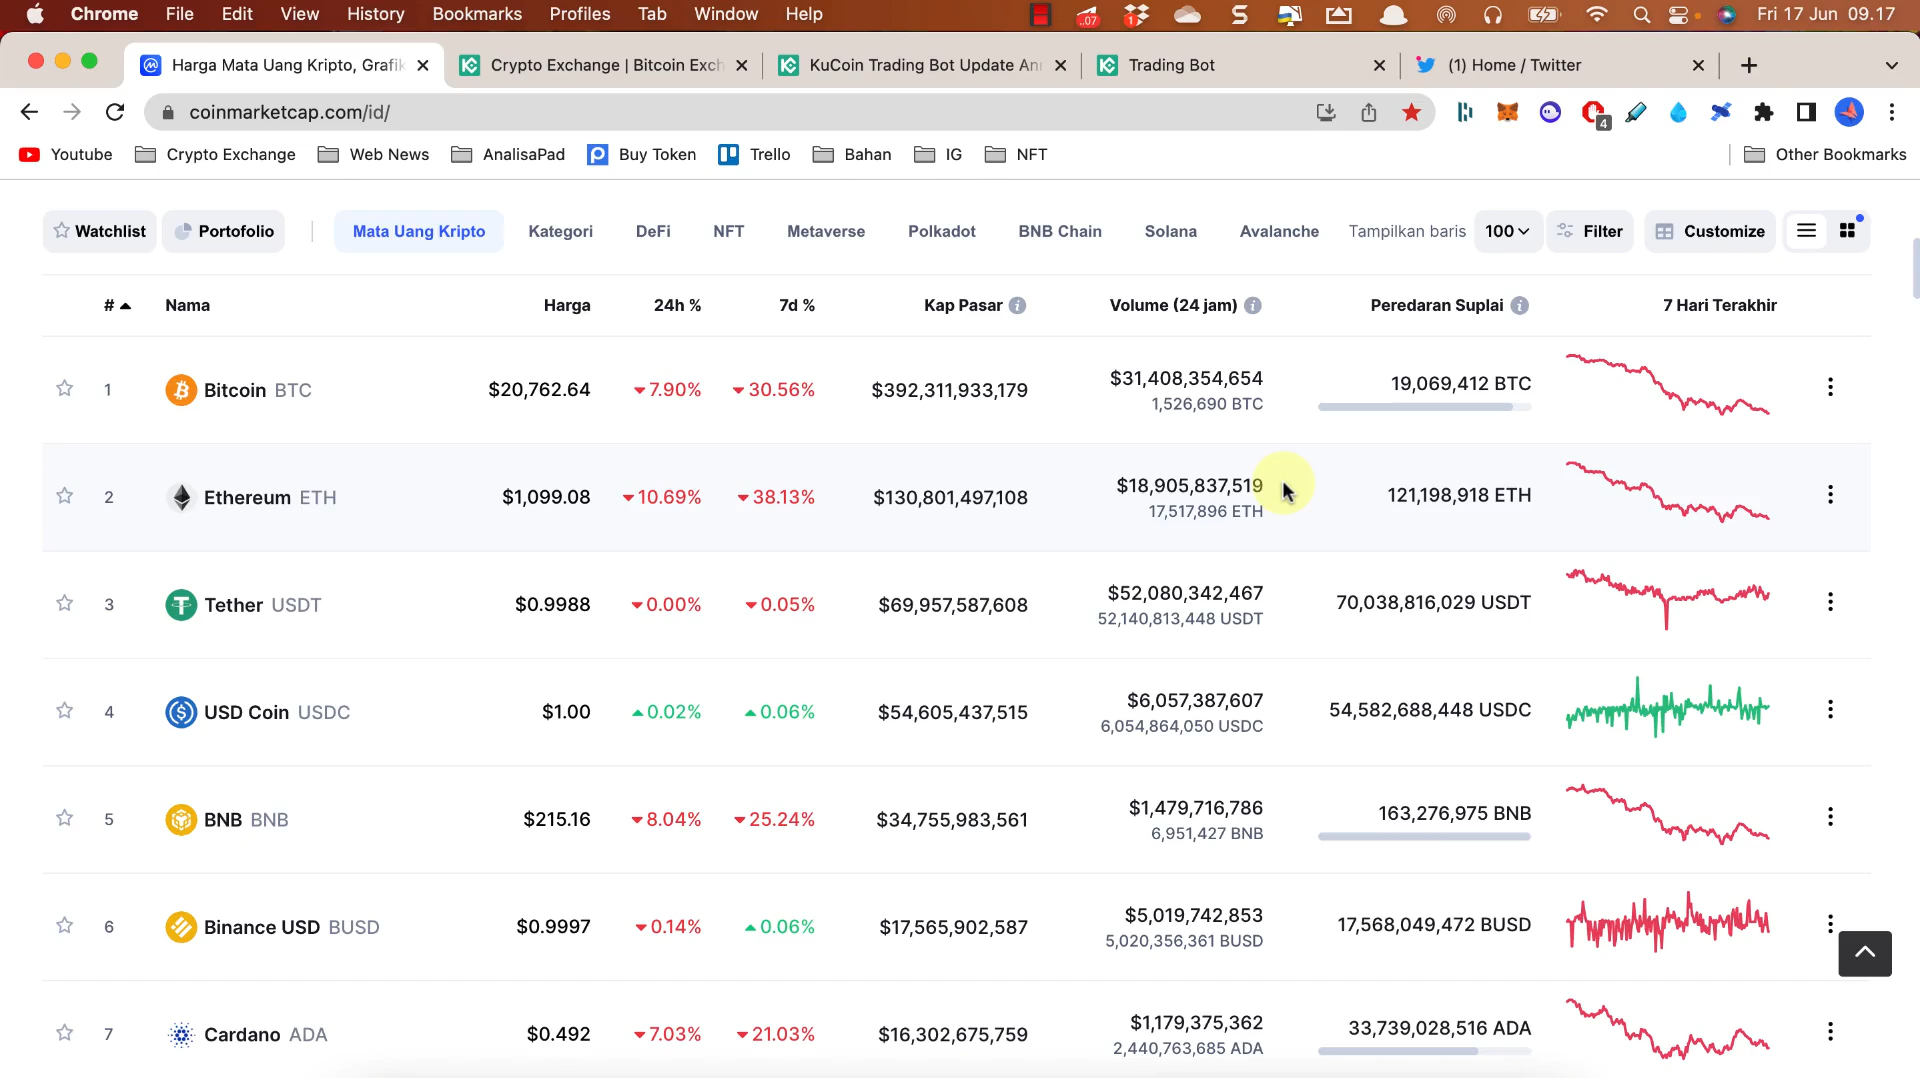 Chrome File Edit View History Bookmarks Profiles Tab Window Help ..07 1 S Fri 17 Jun 09.17
Harga Mata Uang Kripto, Grafik Crypto Exchange | Bitcoin Exch KuCoin Trading Bot Update Ann Trading Bot (1) Home / Twitter
coinmarketcap.com/id/ 4
Youtube Crypto Exchange Web News AnalisaPad Buy Token Trello Bahan IG NFT Other Bookmarks
Watchlist Portofolio Mata Uang Kripto Kategori DeFi NFT Metaverse Polkadot BNB Chain Solana Avalanche Tampilkan baris 100 Filter Customize
# Nama Harga 24h % 7d % Kap Pasar Volume (24 jam) Peredaran Suplai 7 Hari Terakhir
1 Bitcoin BTC $20,762.64 7.90% 30.56% $392,311,933,179 $31,408,354,654 19,069,412 BTC
1,526,690 BTC
2 Ethereum ETH $1,099.08 10.69% 38.13% $130,801,497,108 $18,905,837,519 121,198,918 ETH
17,517,896 ETH
3 Tether USDT $0.9988 0.00% 0.05% $69,957,587,608 $52,080,342,467 70,038,816,029 USDT
52,140,813,448 USDT
4 USD Coin USDC $1.00 0.02% 0.06% $54,605,437,515 $6,057,387,607 54,582,688,448 USDC
6,054,864,050 USDC
5 BNB BNB $215.16 8.04% 25.24% $34,755,983,561 $1,479,716,786 163,276,975 BNB
6,951,427 BNB
6 Binance USD BUSD $0.9997 0.14% 0.06% $17,565,902,587 $5,019,742,853 17,568,049,472 BUSD
5,020,356,361 BUSD
7 Cardano ADA $0.492 7.03% 21.03% $16,302,675,759 $1,179,375,362 33,739,028,516 ADA
2,440,763,685 ADA